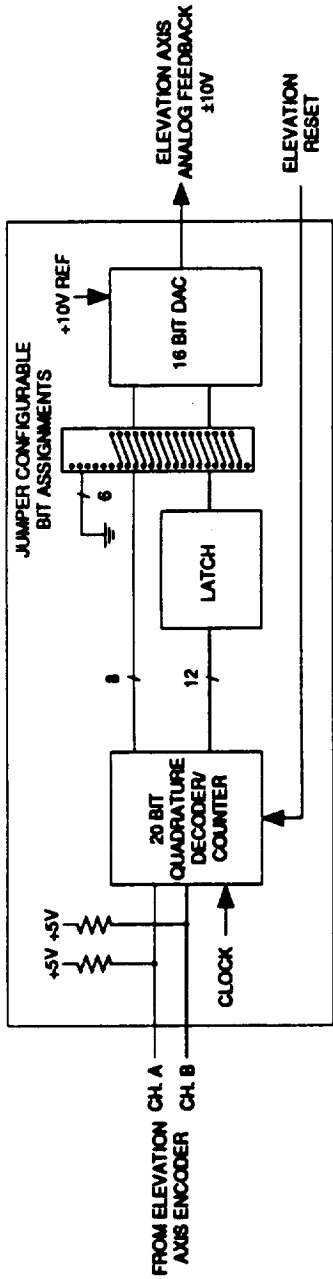 JUMPER CONFIGURABLE
BIT ASSIGNMENTS
+10V REF
+5V +5V
6
8
12
FROM ELEVATION
AXIS ENCODER
CH. A
CH. B
CLOCK
20 BIT
QUADRATURE
DECODER/
COUNTER
LATCH
16 BIT DAC
ELEVATION AXIS
ANALOG FEEDBACK
±10V
ELEVATION
RESET